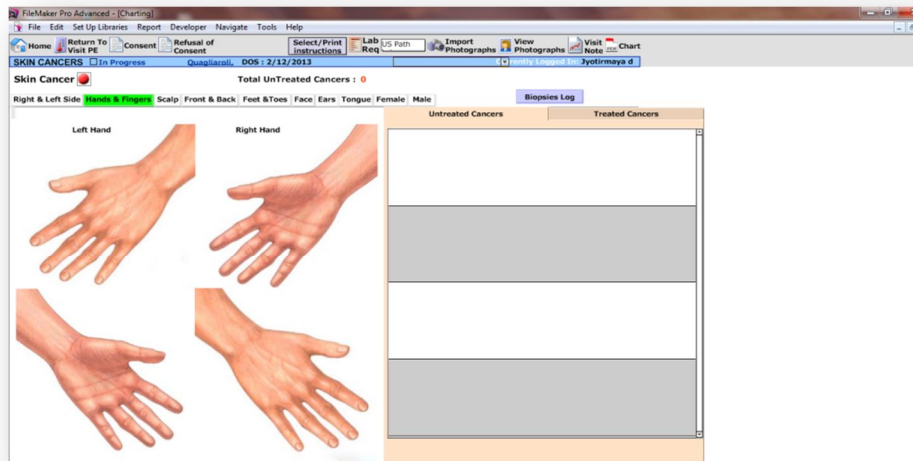 FileMaker Pro Advanced - [Charting]
File Edit Set Up Libraries Report Developer Navigate Tools Help
Home Return To Visit PE Consent Refusal of Consent Select/Print instructions Lab Req US Path Import Photographs View Photographs Visit Note Chart
SKIN CANCERS In Progress Quagliaroli, DOS : 2/12/2013 rently Logged In: Jyotirmaya d
Skin Cancer Total UnTreated Cancers : 0
Right & Left Side Hands & Fingers Scalp Front & Back Feet &Toes Face Ears Tongue Female Male Biopsies Log
Untreated Cancers Treated Cancers
Left Hand Right Hand